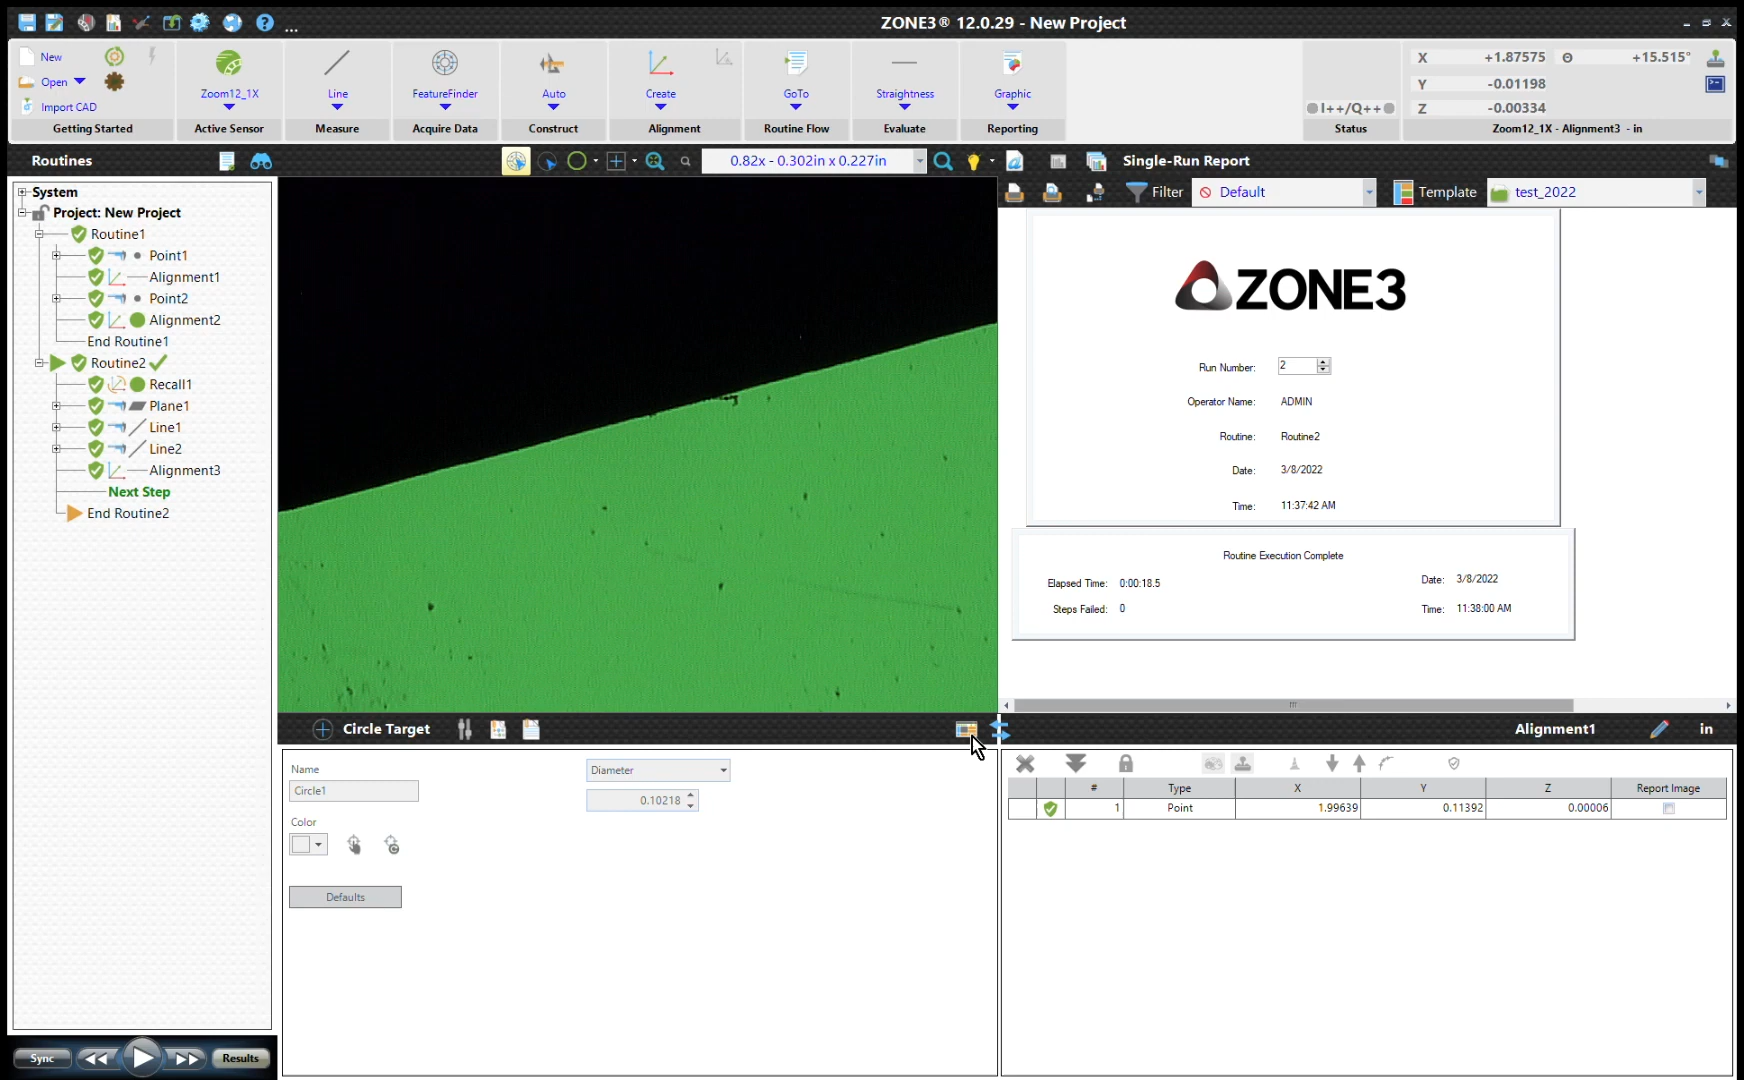 ZONE3® 12.0.29 - New Project
New
Open
Import CAD
Getting Started
Zoom12_1X
Active Sensor
Line
Measure
FeatureFinder
Acquire Data
Auto
Construct
Create
Alignment
GoTo
Routine Flow
Straightness
Evaluate
Graphic
Reporting
I++/Q++
Status
X +1.87575 Θ +15.515°
Y -0.01198
Z -0.00334
Zoom12_1X - Alignment3 - in
Routines
0.82x - 0.302in x 0.227in
Single-Run Report
Filter
Default
Template
test_2022
System
Project: New Project
Routine1
Point1
Alignment1
Point2
Alignment2
End Routine1
Routine2
Recall1
Plane1
Line1
Line2
Alignment3
Next Step
End Routine2
ZONE3
Run Number: 2
Operator Name: ADMIN
Routine: Routine2
Date: 3/8/2022
Time: 11:37:42 AM
Routine Execution Complete
Elapsed Time: 0:00:18.5
Date: 3/8/2022
Steps Failed: 0
Time: 11:38:00 AM
Circle Target
Alignment1
in
Name
Circle1
Diameter
0.10218
Color
Defaults
# Type X Y Z Report Image
1 Point 1.99639 0.11392 0.00006
Sync
Results